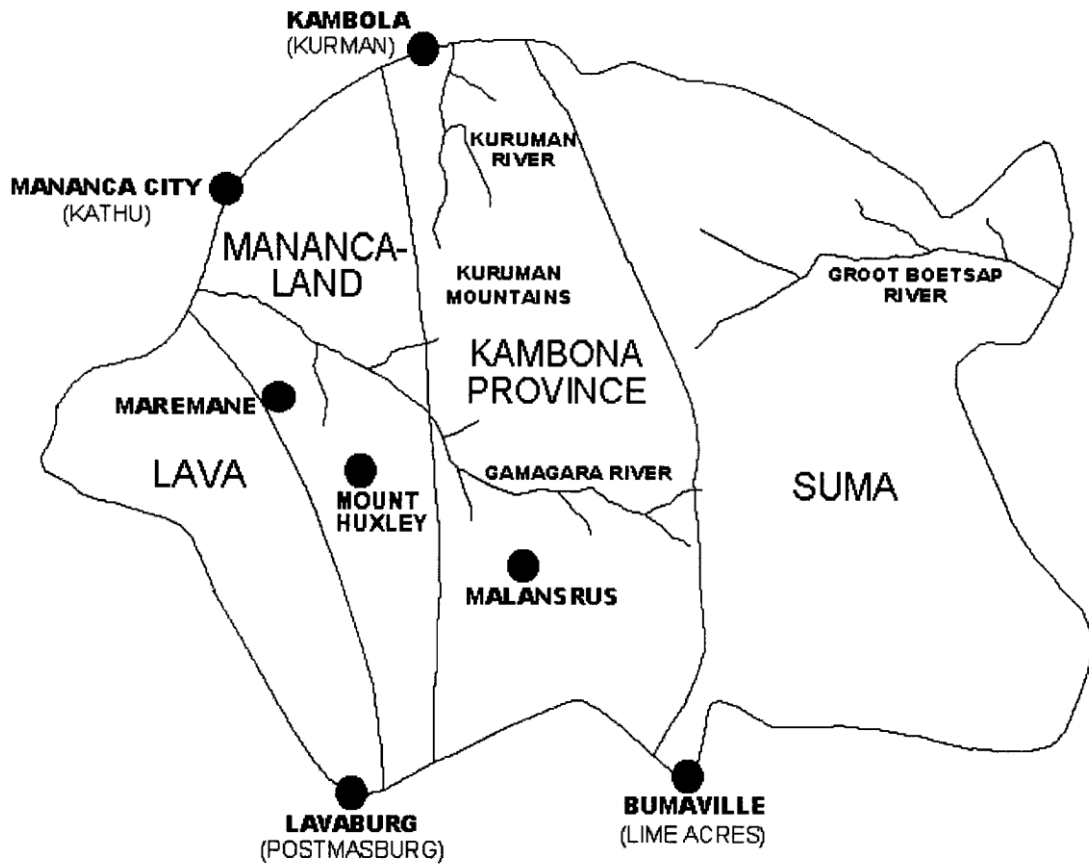 KAMBOLA
(KURMAN)
KURUMAN
RIVER
MANANCA CITY
(KATHU)
MANANCA-
LAND
KURUMAN
MOUNTAINS
GROOT BOETSAP
RIVER
KAMBONA
PROVINCE
MAREMANE
LAVA
GAMAGARA RIVER
SUMA
MOUNT
HUXLEY
MALANSRUS
LAVABURG
(POSTMASBURG)
BUMAVILLE
(LIME ACRES)